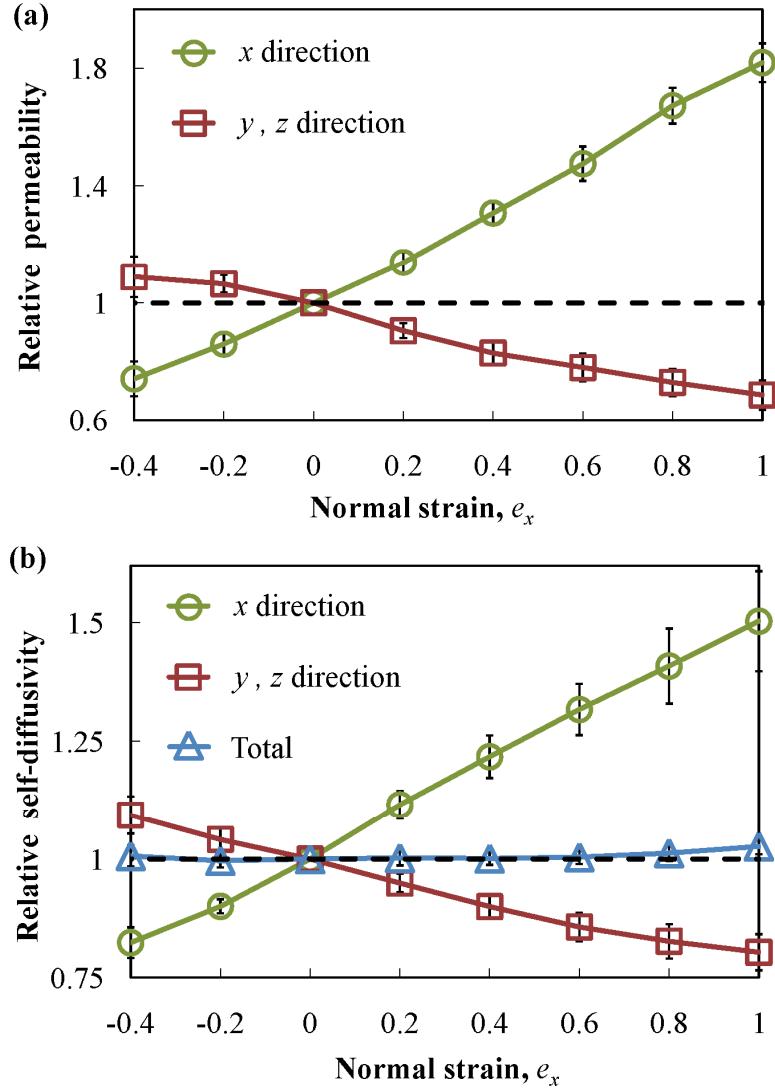 (a)
x direction
y , z direction
Relative permeability
1.8
1.4
1
0.6
-0.4 -0.2 0 0.2 0.4 0.6 0.8 1
Normal strain, eₓ
(b)
x direction
y , z direction
Total
Relative self-diffusivity
1.5
1.25
1
0.75
-0.4 -0.2 0 0.2 0.4 0.6 0.8 1
Normal strain, eₓ